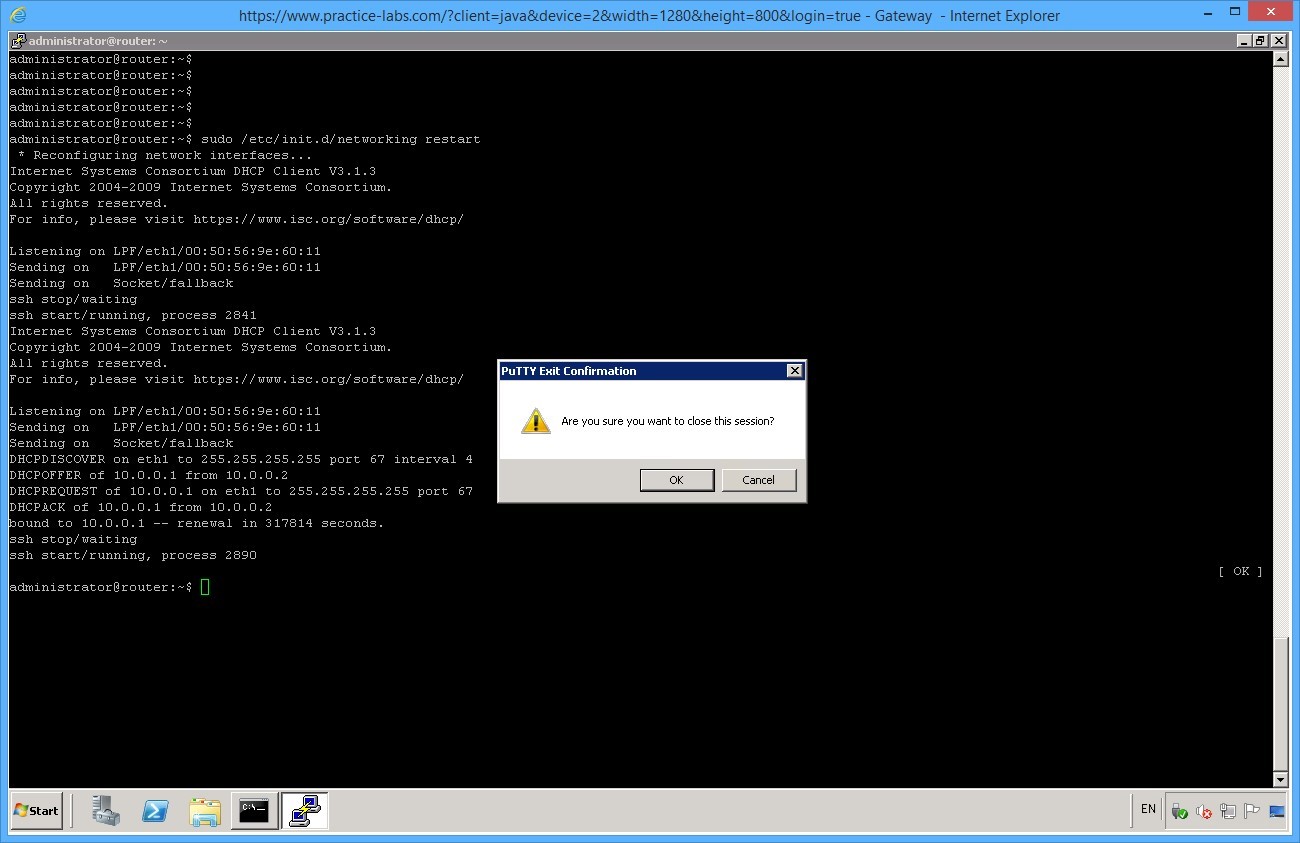 https://www.practice-labs.com/?client=java&device=2&width=1280&height=800&login=true - Gateway - Internet Explorer
administrator@router: ~
administrator@router:~$
administrator@router:~$
administrator@router:~$
administrator@router:~$
administrator@router:~$
administrator@router:~$ sudo /etc/init.d/networking restart
* Reconfiguring network interfaces...
Internet Systems Consortium DHCP Client V3.1.3
Copyright 2004-2009 Internet Systems Consortium.
All rights reserved.
For info, please visit https://www.isc.org/software/dhcp/
Listening on LPF/eth1/00:50:56:9e:60:11
Sending on   LPF/eth1/00:50:56:9e:60:11
Sending on   Socket/fallback
ssh stop/waiting
ssh start/running, process 2841
Internet Systems Consortium DHCP Client V3.1.3
Copyright 2004-2009 Internet Systems Consortium.
All rights reserved.
For info, please visit https://www.isc.org/software/dhcp/
Listening on LPF/eth1/00:50:56:9e:60:11
Sending on   LPF/eth1/00:50:56:9e:60:11
Sending on   Socket/fallback
DHCPDISCOVER on eth1 to 255.255.255.255 port 67 interval 4
DHCPOFFER of 10.0.0.1 from 10.0.0.2
DHCPREQUEST of 10.0.0.1 on eth1 to 255.255.255.255 port 67
DHCPACK of 10.0.0.1 from 10.0.0.2
bound to 10.0.0.1 -- renewal in 317814 seconds.
ssh stop/waiting
ssh start/running, process 2890
[ OK ]
administrator@router:~$
PuTTY Exit Confirmation
Are you sure you want to close this session?
OK Cancel
Start
C:\
EN